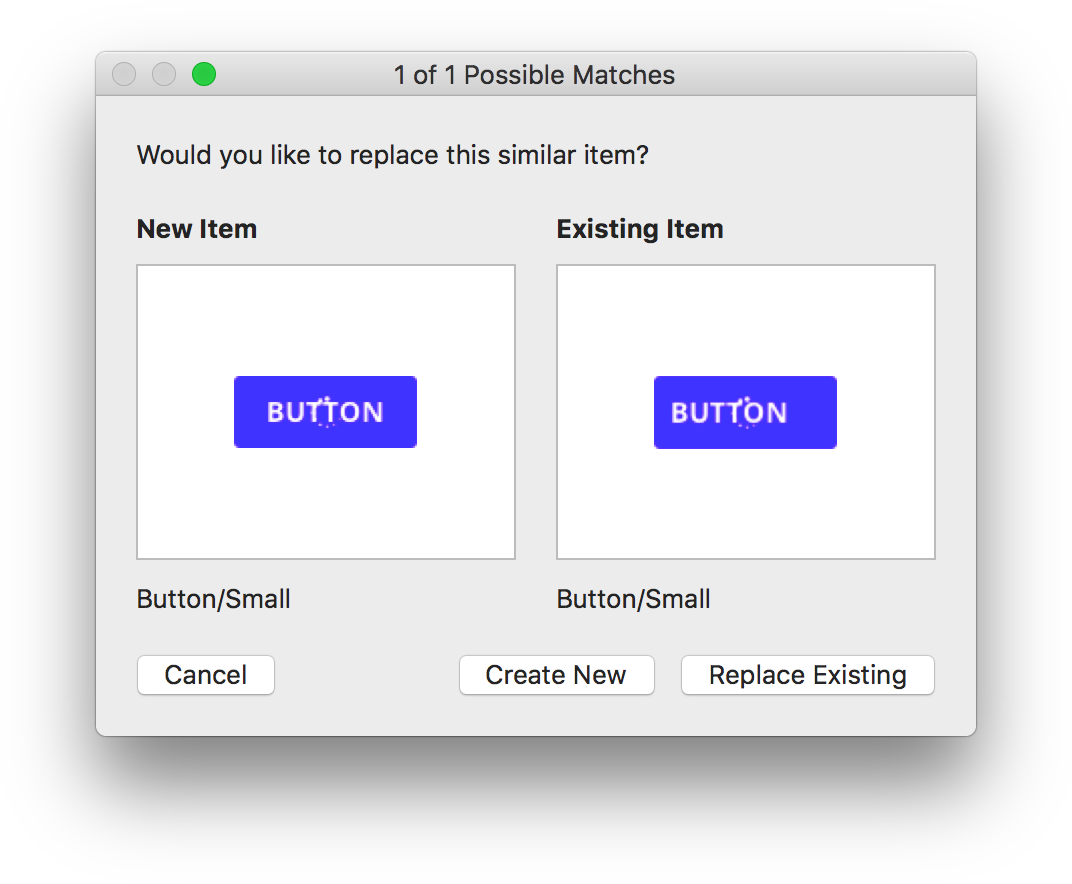 1 of 1 Possible Matches
Would you like to replace this similar item?
New Item
Existing Item
BUTTON
BUTTON
Button/Small
Button/Small
Cancel
Create New
Replace Existing